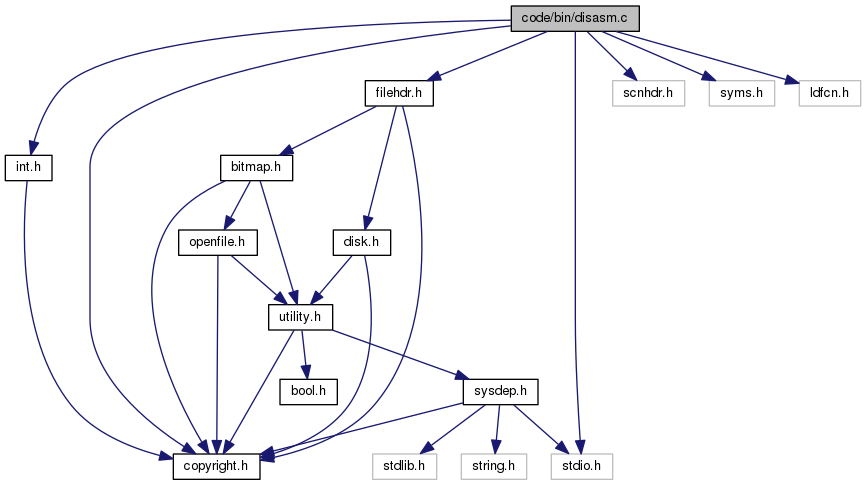 code/bin/disasm.c
filehdr.h
scnhdr.h
syms.h
ldfcn.h
int.h
bitmap.h
openfile.h
disk.h
utility.h
bool.h
sysdep.h
copyright.h
stdlib.h
string.h
stdio.h